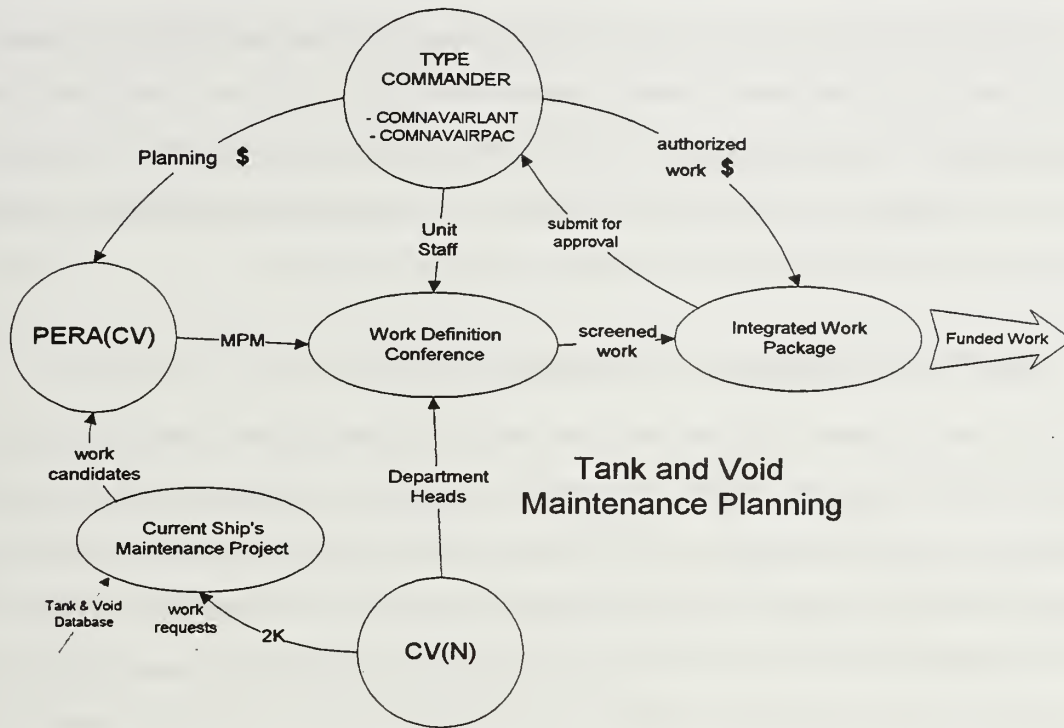 TYPE
COMMANDER
- COMNAVAIRLANT
- COMNAVAIRPAC
Planning $
authorized
work $
Unit
Staff
submit for
approval
PERA(CV)
MPM
Work Definition
Conference
screened
work
Integrated Work
Package
Funded Work
work
candidates
Department
Heads
Tank and Void
Maintenance Planning
Current Ship's
Maintenance Project
Tank & Void
Database
work
requests
2K
CV(N)